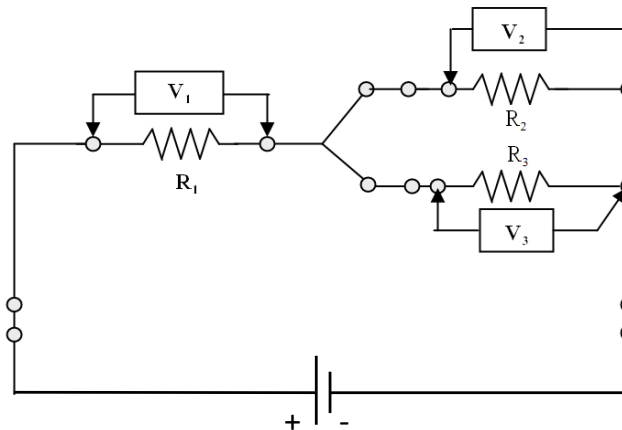 V₂
V₁
R₂
R₁
R₃
V₃
+ -